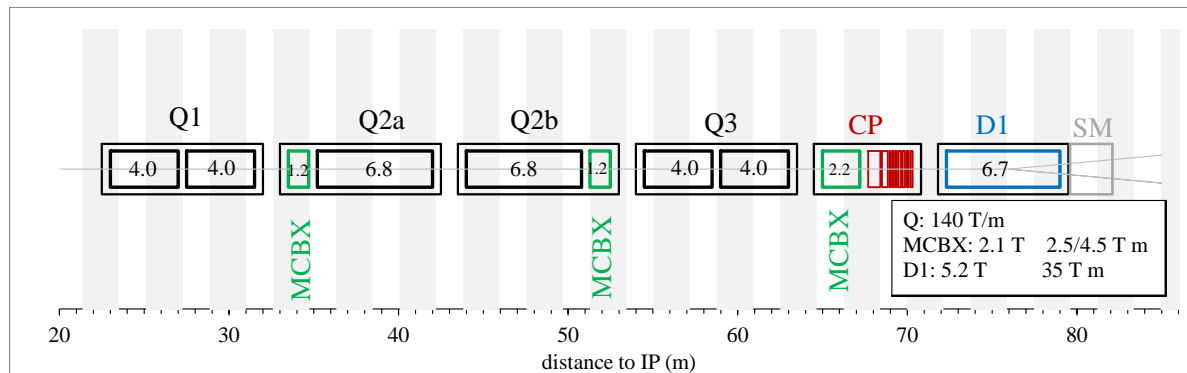 Q1 Q2a Q2b Q3 CP D1 SM
4.0 4.0 1.2 6.8 6.8 1.2 4.0 4.0 2.2 6.7
MCBX MCBX MCBX
Q: 140 T/m
MCBX: 2.1 T 2.5/4.5 T m
D1: 5.2 T 35 T m
20 30 40 50 60 70 80
distance to IP (m)